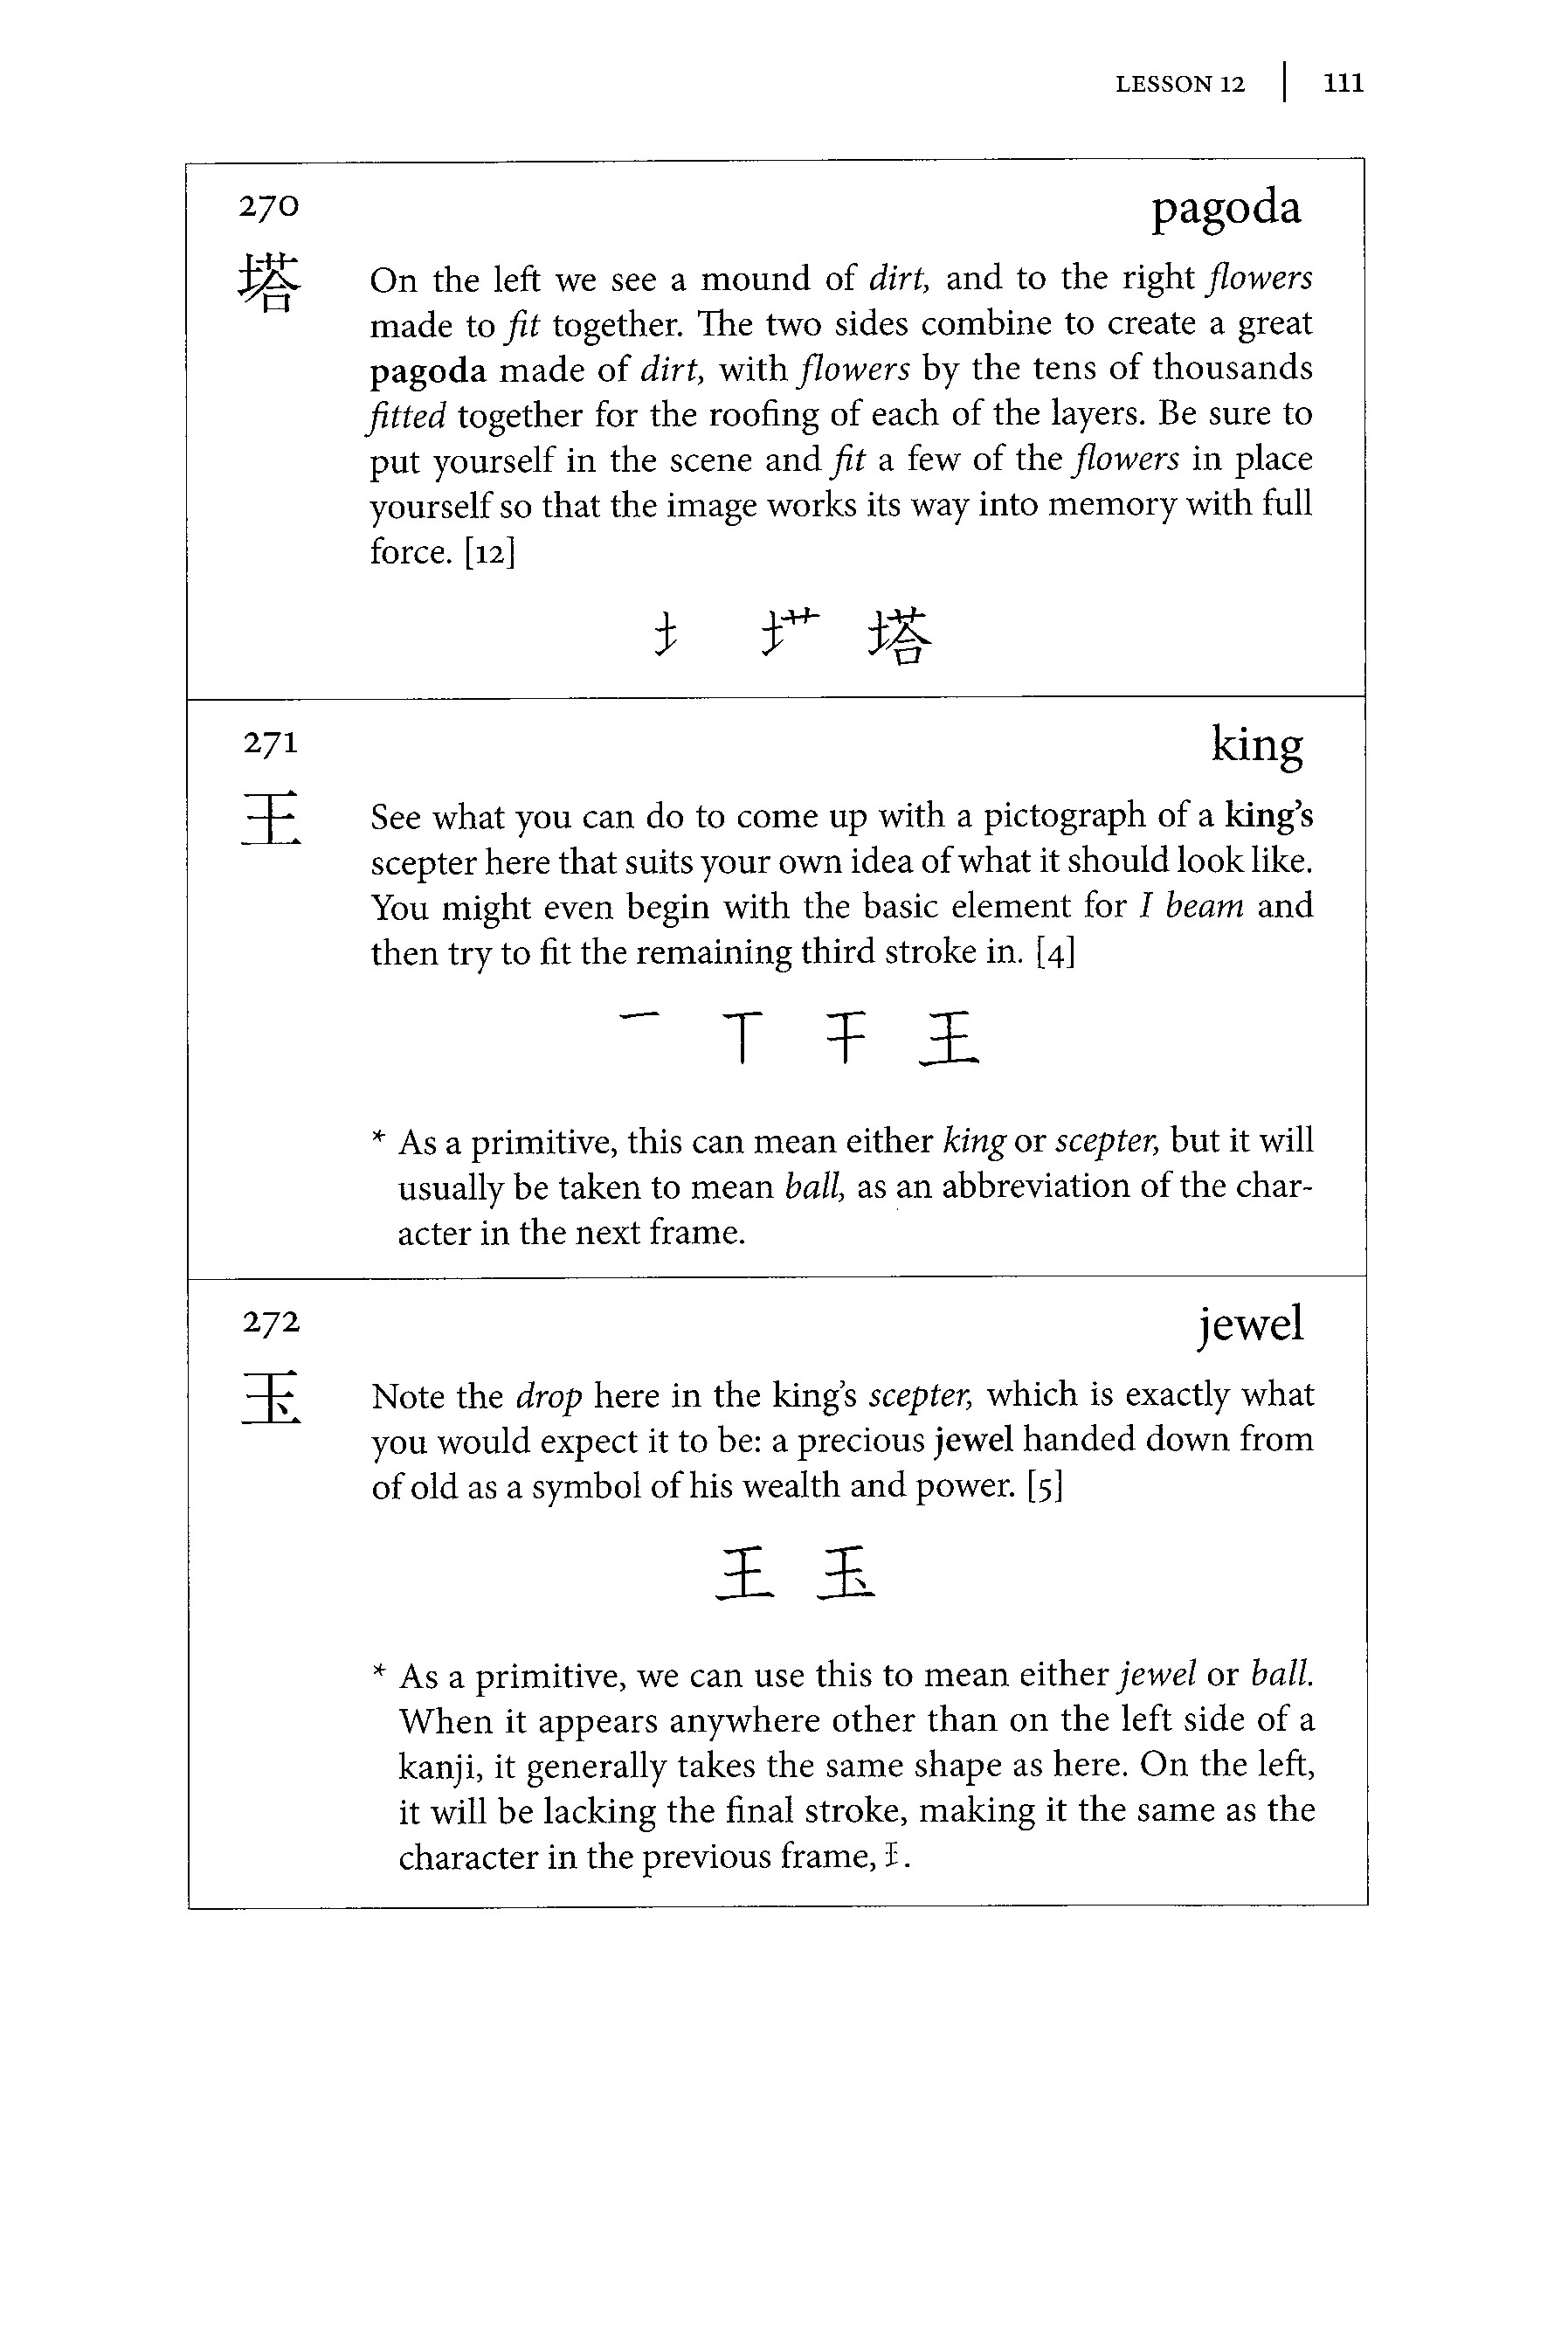 LESSON 12 | 111
270 pagoda
塔 On the left we see a mound of dirt, and to the right flowers
made to fit together. The two sides combine to create a great
pagoda made of dirt, with flowers by the tens of thousands
fitted together for the roofing of each of the layers. Be sure to
put yourself in the scene and fit a few of the flowers in place
yourself so that the image works its way into memory with full
force. [12]
塔
271 king
王 See what you can do to come up with a pictograph of a king's
scepter here that suits your own idea of what it should look like.
You might even begin with the basic element for I beam and
then try to fit the remaining third stroke in. [4]
一 丅 王
* As a primitive, this can mean either king or scepter, but it will
usually be taken to mean ball, as an abbreviation of the char-
acter in the next frame.
272 jewel
玉 Note the drop here in the king's scepter, which is exactly what
you would expect it to be: a precious jewel handed down from
of old as a symbol of his wealth and power. [5]
王 玉
* As a primitive, we can use this to mean either jewel or ball.
When it appears anywhere other than on the left side of a
kanji, it generally takes the same shape as here. On the left,
it will be lacking the final stroke, making it the same as the
character in the previous frame, 王.